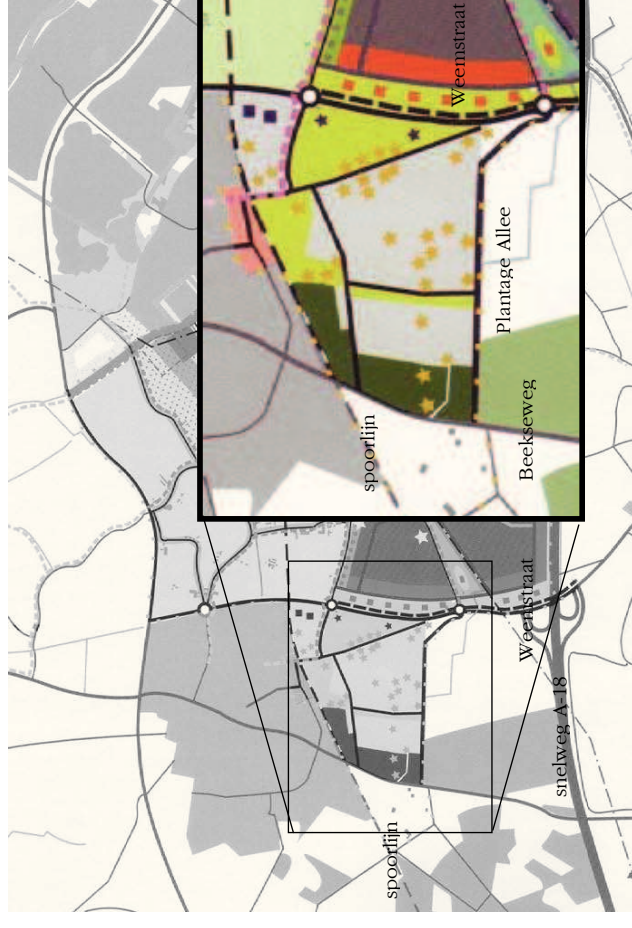 Weemstraat
Plantage Allee
Beekseweg
spoorlijn
Weemstraat
snelweg A-18
spoorlijn